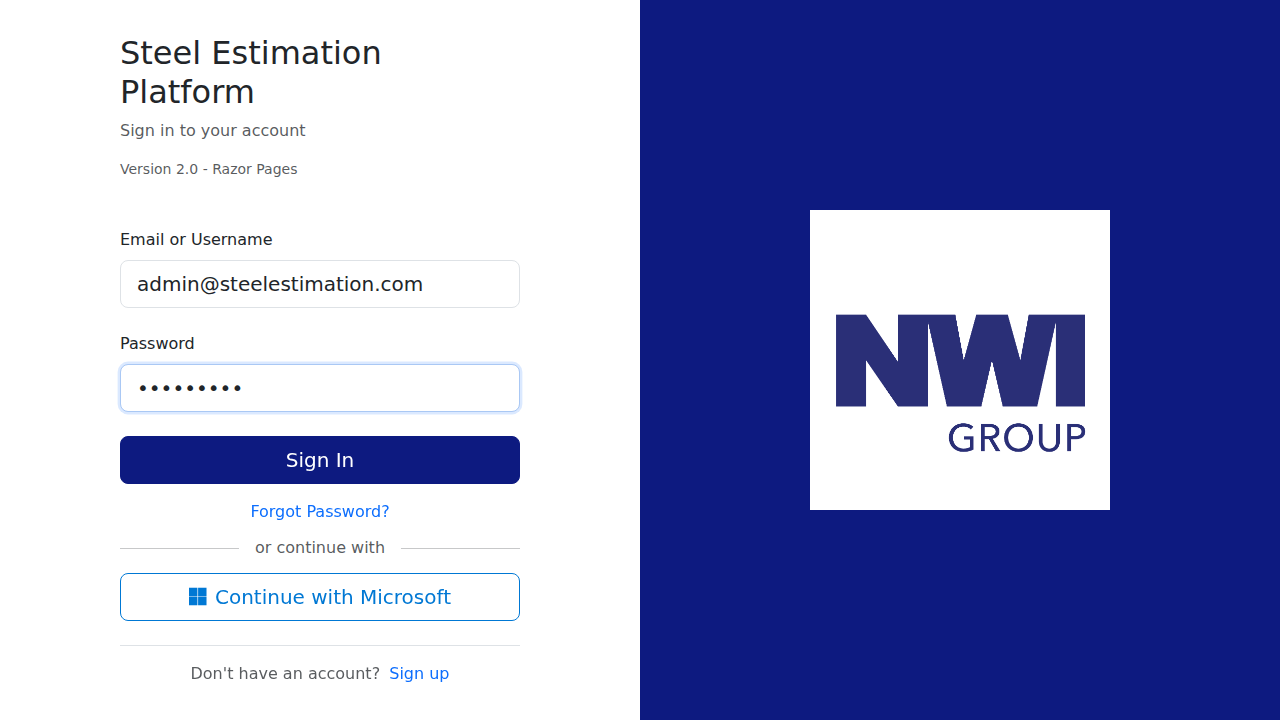 Steel Estimation
Platform
Sign in to your account
Version 2.0 - Razor Pages
Email or Username
admin@steelestimation.com
Password
•••••••••
Sign In
Forgot Password?
or continue with
Continue with Microsoft
Don't have an account? Sign up
NWI
GROUP